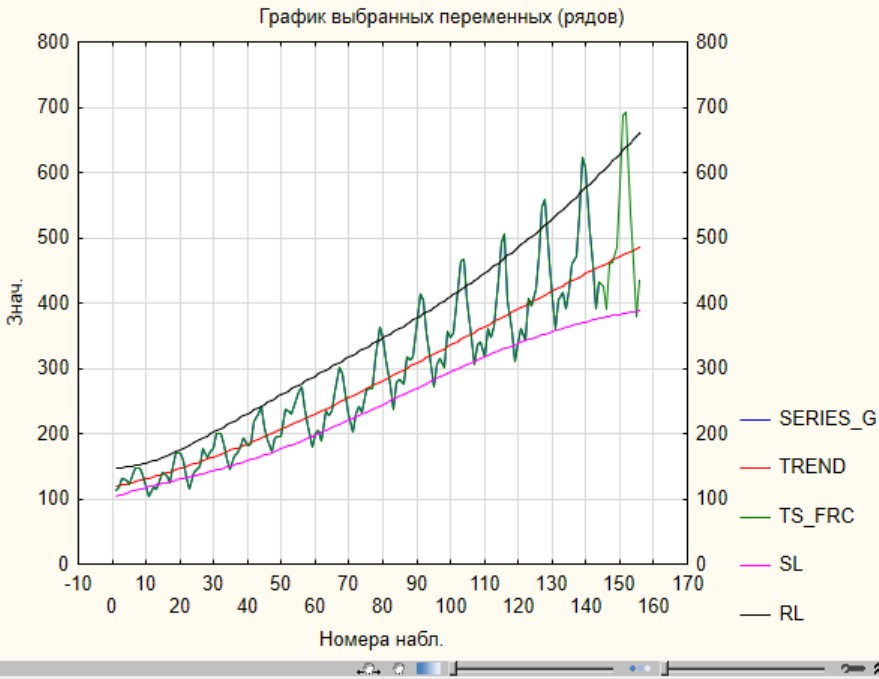 График выбранных переменных (рядов)
800
700
600
500
400
300
200
100
0
800
700
600
500
400
300
200
100
0
-10 10 30 50 70 90 110 130 150 170
0 20 40 60 80 100 120 140 160
Знач.
Номера набл.
SERIES_G
TREND
TS_FRC
SL
RL